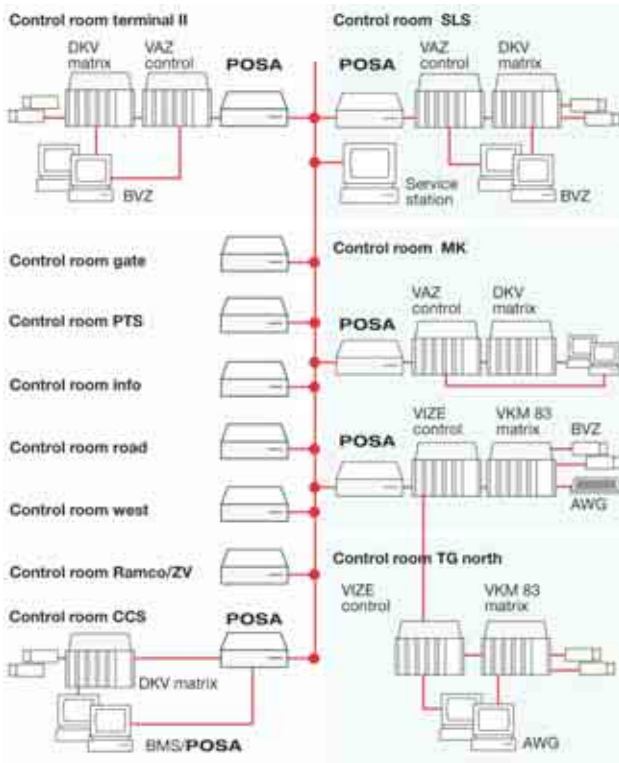 Control room terminal II
DKV
matrix
VAZ
control
POSA
BVZ
Control room SLS
POSA
VAZ
control
DKV
matrix
Service
station
BVZ
Control room gate
Control room PTS
Control room info
Control room road
Control room west
Control room Ramco/ZV
Control room CCS
POSA
DKV matrix
BMS/POSA
Control room MK
POSA
VAZ
control
DKV
matrix
POSA
VIZE
control
VKM 83
matrix
BVZ
AWG
Control room TG north
VIZE
control
VKM 83
matrix
AWG